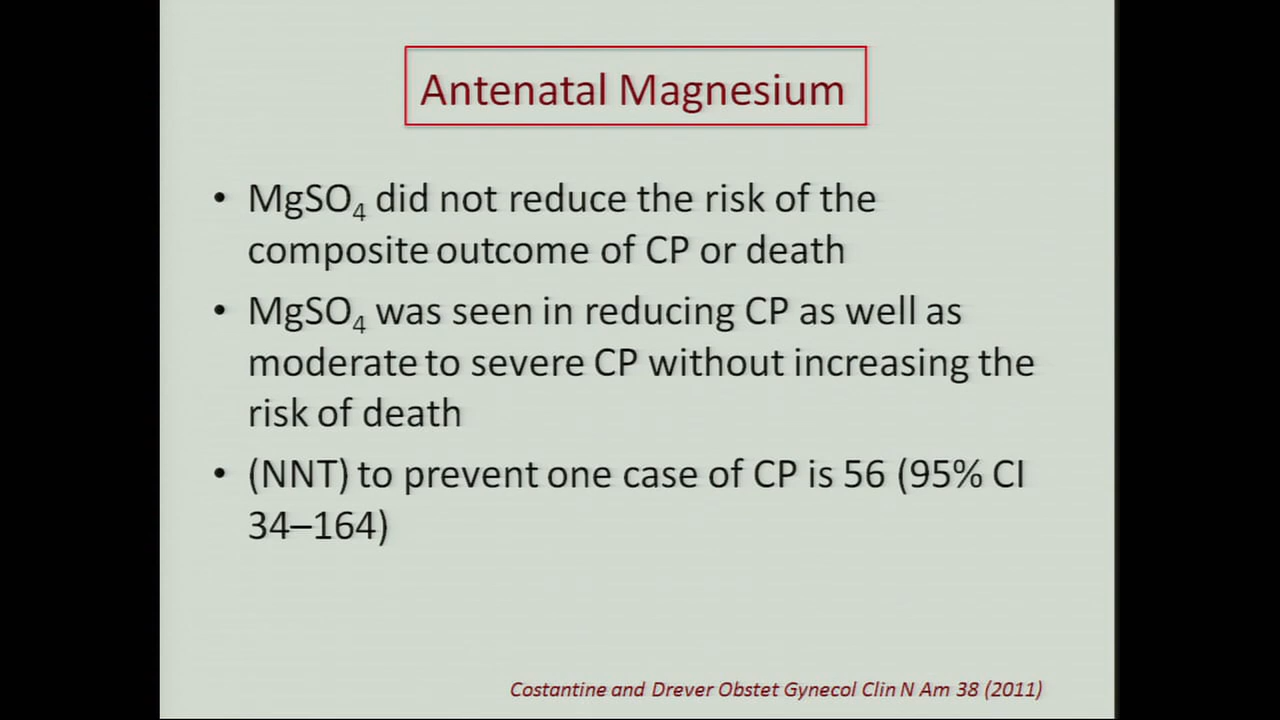 Antenatal Magnesium
• MgSO₄ did not reduce the risk of the
composite outcome of CP or death
• MgSO₄ was seen in reducing CP as well as
moderate to severe CP without increasing the
risk of death
• (NNT) to prevent one case of CP is 56 (95% CI
34–164)
Costantine and Drever Obstet Gynecol Clin N Am 38 (2011)